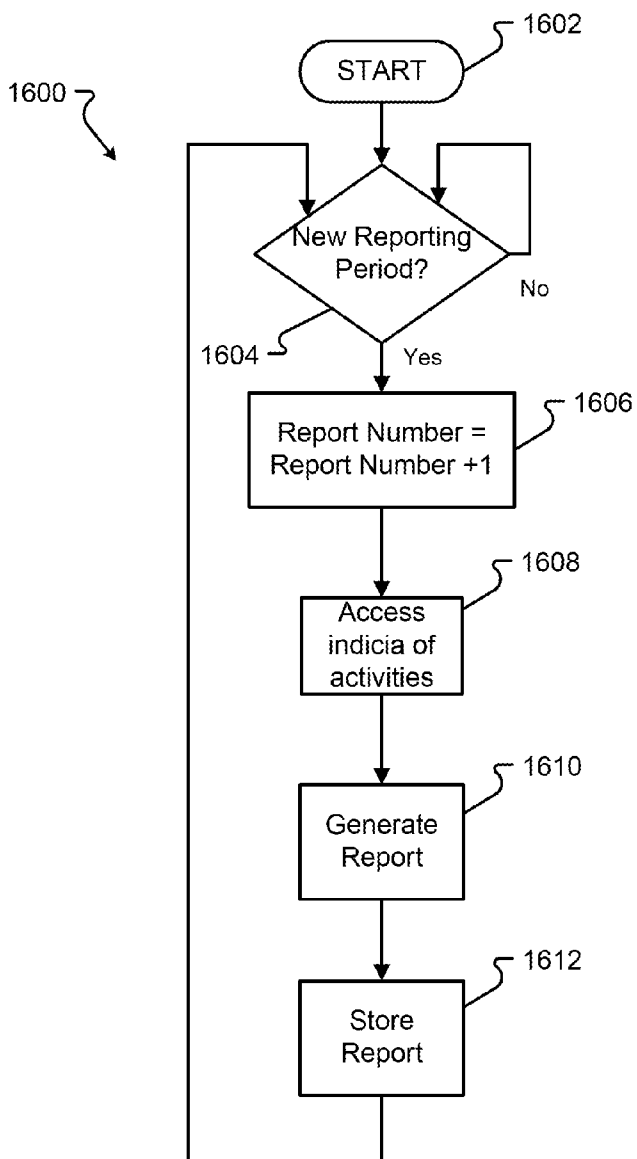 1602
START
1600
New Reporting
Period?
No
1604
Yes
1606
Report Number =
Report Number +1
1608
Access
indicia of
activities
1610
Generate
Report
1612
Store
Report